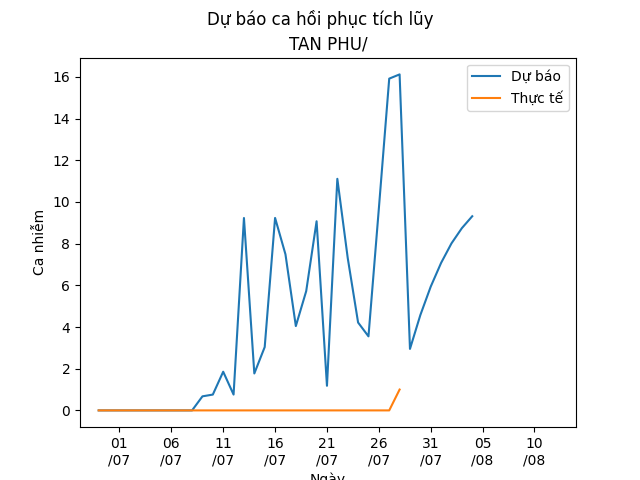 Dự báo ca hồi phục tích lũy
TAN PHU/
Dự báo
Thực tế
Ca nhiễm
16
14
12
10
8
6
4
2
0
01 06 11 16 21 26 31 05 10
/07 /07 /07 /07 /07 /07 /07 /08 /08
Ngày